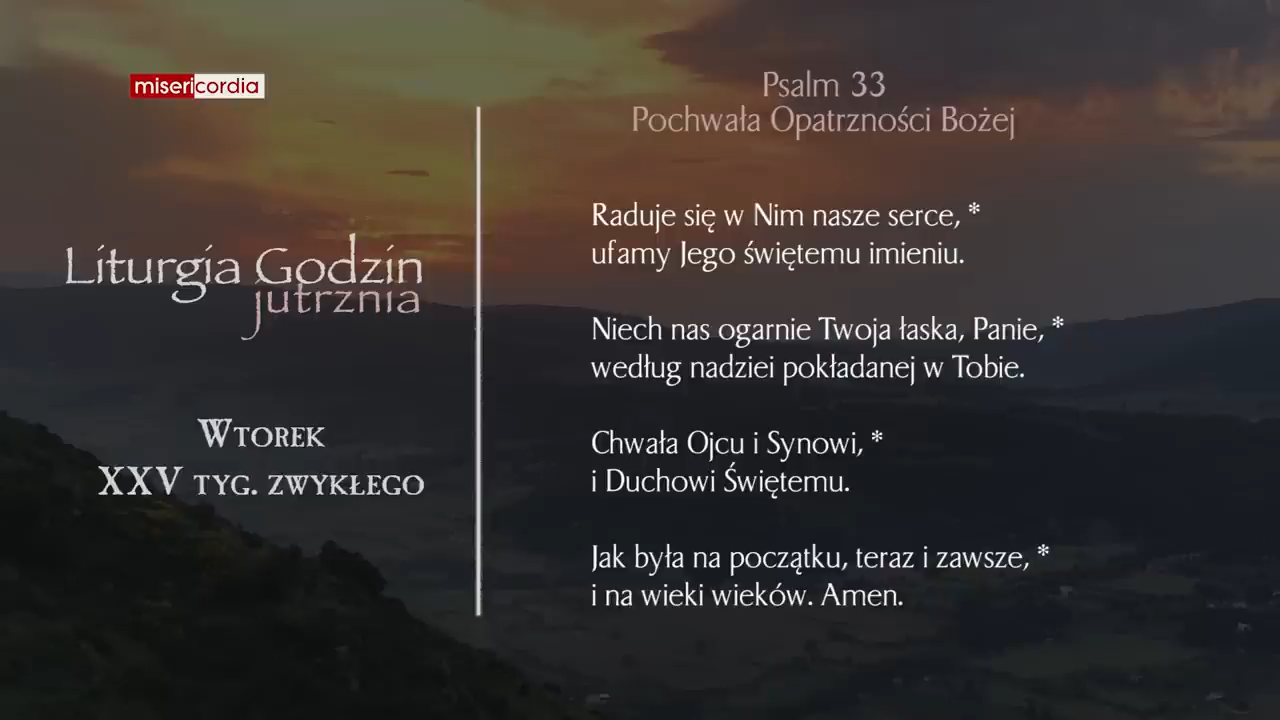 misericordia
Liturgia Godzin
jutrznia
Wtorek
XXV tyg. zwykłego
Psalm 33
Pochwała Opatrzności Bożej
Raduje się w Nim nasze serce, *
ufamy Jego świętemu imieniu.
Niech nas ogarnie Twoja łaska, Panie, *
według nadziei pokładanej w Tobie.
Chwała Ojcu i Synowi, *
i Duchowi Świętemu.
Jak była na początku, teraz i zawsze, *
i na wieki wieków. Amen.